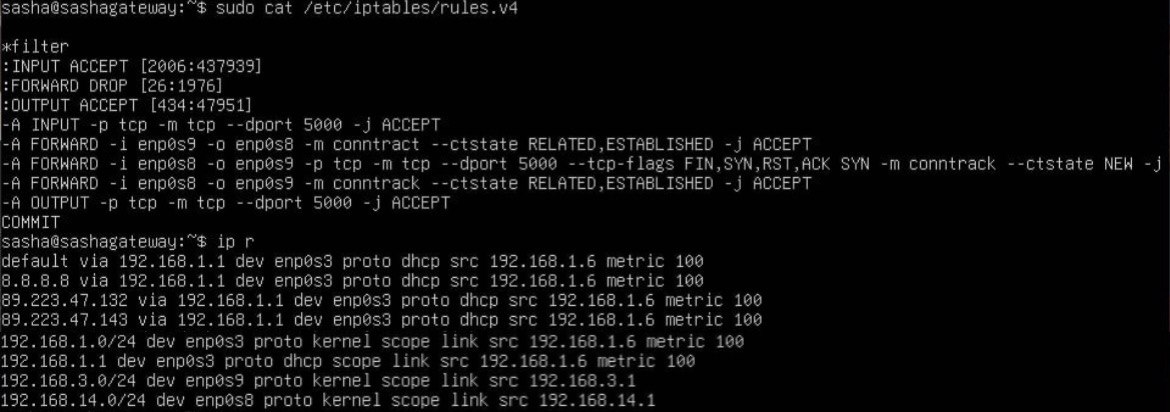 sasha@sashagateway:~$ sudo cat /etc/iptables/rules.v4
*filter
:INPUT ACCEPT [2006:437939]
:FORWARD DROP [26:1976]
:OUTPUT ACCEPT [434:47951]
-A INPUT -p tcp -m tcp --dport 5000 -j ACCEPT
-A FORWARD -i enp0s9 -o enp0s8 -m conntract --ctstate RELATED,ESTABLISHED -j ACCEPT
-A FORWARD -i enp0s8 -o enp0s9 -p tcp -m tcp --dport 5000 --tcp-flags FIN,SYN,RST,ACK SYN -m conntrack --ctstate NEW -j
-A FORWARD -i enp0s8 -o enp0s9 -m conntrack --ctstate RELATED,ESTABLISHED -j ACCEPT
-A OUTPUT -p tcp -m tcp --dport 5000 -j ACCEPT
COMMIT
sasha@sashagateway:~$ ip r
default via 192.168.1.1 dev enp0s3 proto dhcp src 192.168.1.6 metric 100
8.8.8.8 via 192.168.1.1 dev enp0s3 proto dhcp src 192.168.1.6 metric 100
89.223.47.132 via 192.168.1.1 dev enp0s3 proto dhcp src 192.168.1.6 metric 100
89.223.47.143 via 192.168.1.1 dev enp0s3 proto dhcp src 192.168.1.6 metric 100
192.168.1.0/24 dev enp0s3 proto kernel scope link src 192.168.1.6 metric 100
192.168.1.1 dev enp0s3 proto dhcp scope link src 192.168.1.6 metric 100
192.168.3.0/24 dev enp0s9 proto kernel scope link src 192.168.3.1
192.168.14.0/24 dev enp0s8 proto kernel scope link src 192.168.14.1